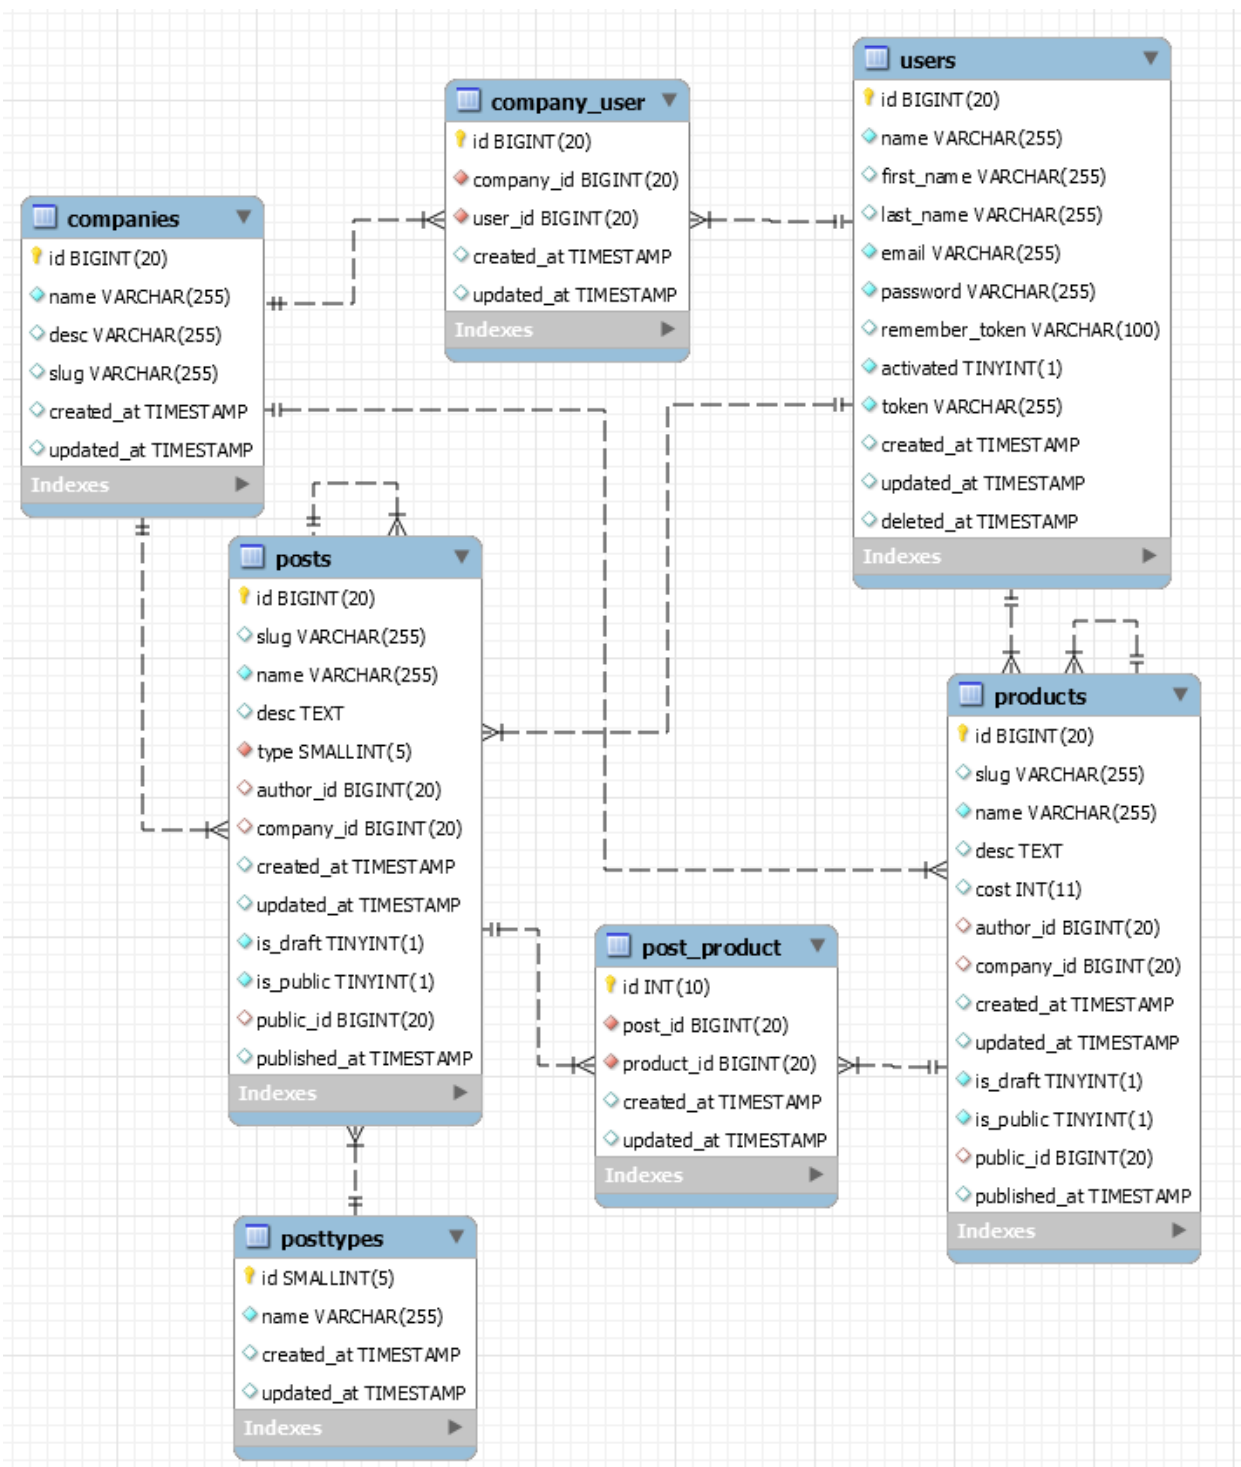 users
id BIGINT(20)
name VARCHAR(255)
first_name VARCHAR(255)
last_name VARCHAR(255)
email VARCHAR(255)
password VARCHAR(255)
remember_token VARCHAR(100)
activated TINYINT(1)
token VARCHAR(255)
created_at TIMESTAMP
updated_at TIMESTAMP
deleted_at TIMESTAMP
Indexes
company_user
id BIGINT(20)
company_id BIGINT(20)
user_id BIGINT(20)
created_at TIMESTAMP
updated_at TIMESTAMP
Indexes
companies
id BIGINT(20)
name VARCHAR(255)
desc VARCHAR(255)
slug VARCHAR(255)
created_at TIMESTAMP
updated_at TIMESTAMP
Indexes
posts
id BIGINT(20)
slug VARCHAR(255)
name VARCHAR(255)
desc TEXT
type SMALLINT(5)
author_id BIGINT(20)
company_id BIGINT(20)
created_at TIMESTAMP
updated_at TIMESTAMP
is_draft TINYINT(1)
is_public TINYINT(1)
public_id BIGINT(20)
published_at TIMESTAMP
Indexes
products
id BIGINT(20)
slug VARCHAR(255)
name VARCHAR(255)
desc TEXT
cost INT(11)
author_id BIGINT(20)
company_id BIGINT(20)
created_at TIMESTAMP
updated_at TIMESTAMP
is_draft TINYINT(1)
is_public TINYINT(1)
public_id BIGINT(20)
published_at TIMESTAMP
Indexes
post_product
id INT(10)
post_id BIGINT(20)
product_id BIGINT(20)
created_at TIMESTAMP
updated_at TIMESTAMP
Indexes
posttypes
id SMALLINT(5)
name VARCHAR(255)
created_at TIMESTAMP
updated_at TIMESTAMP
Indexes